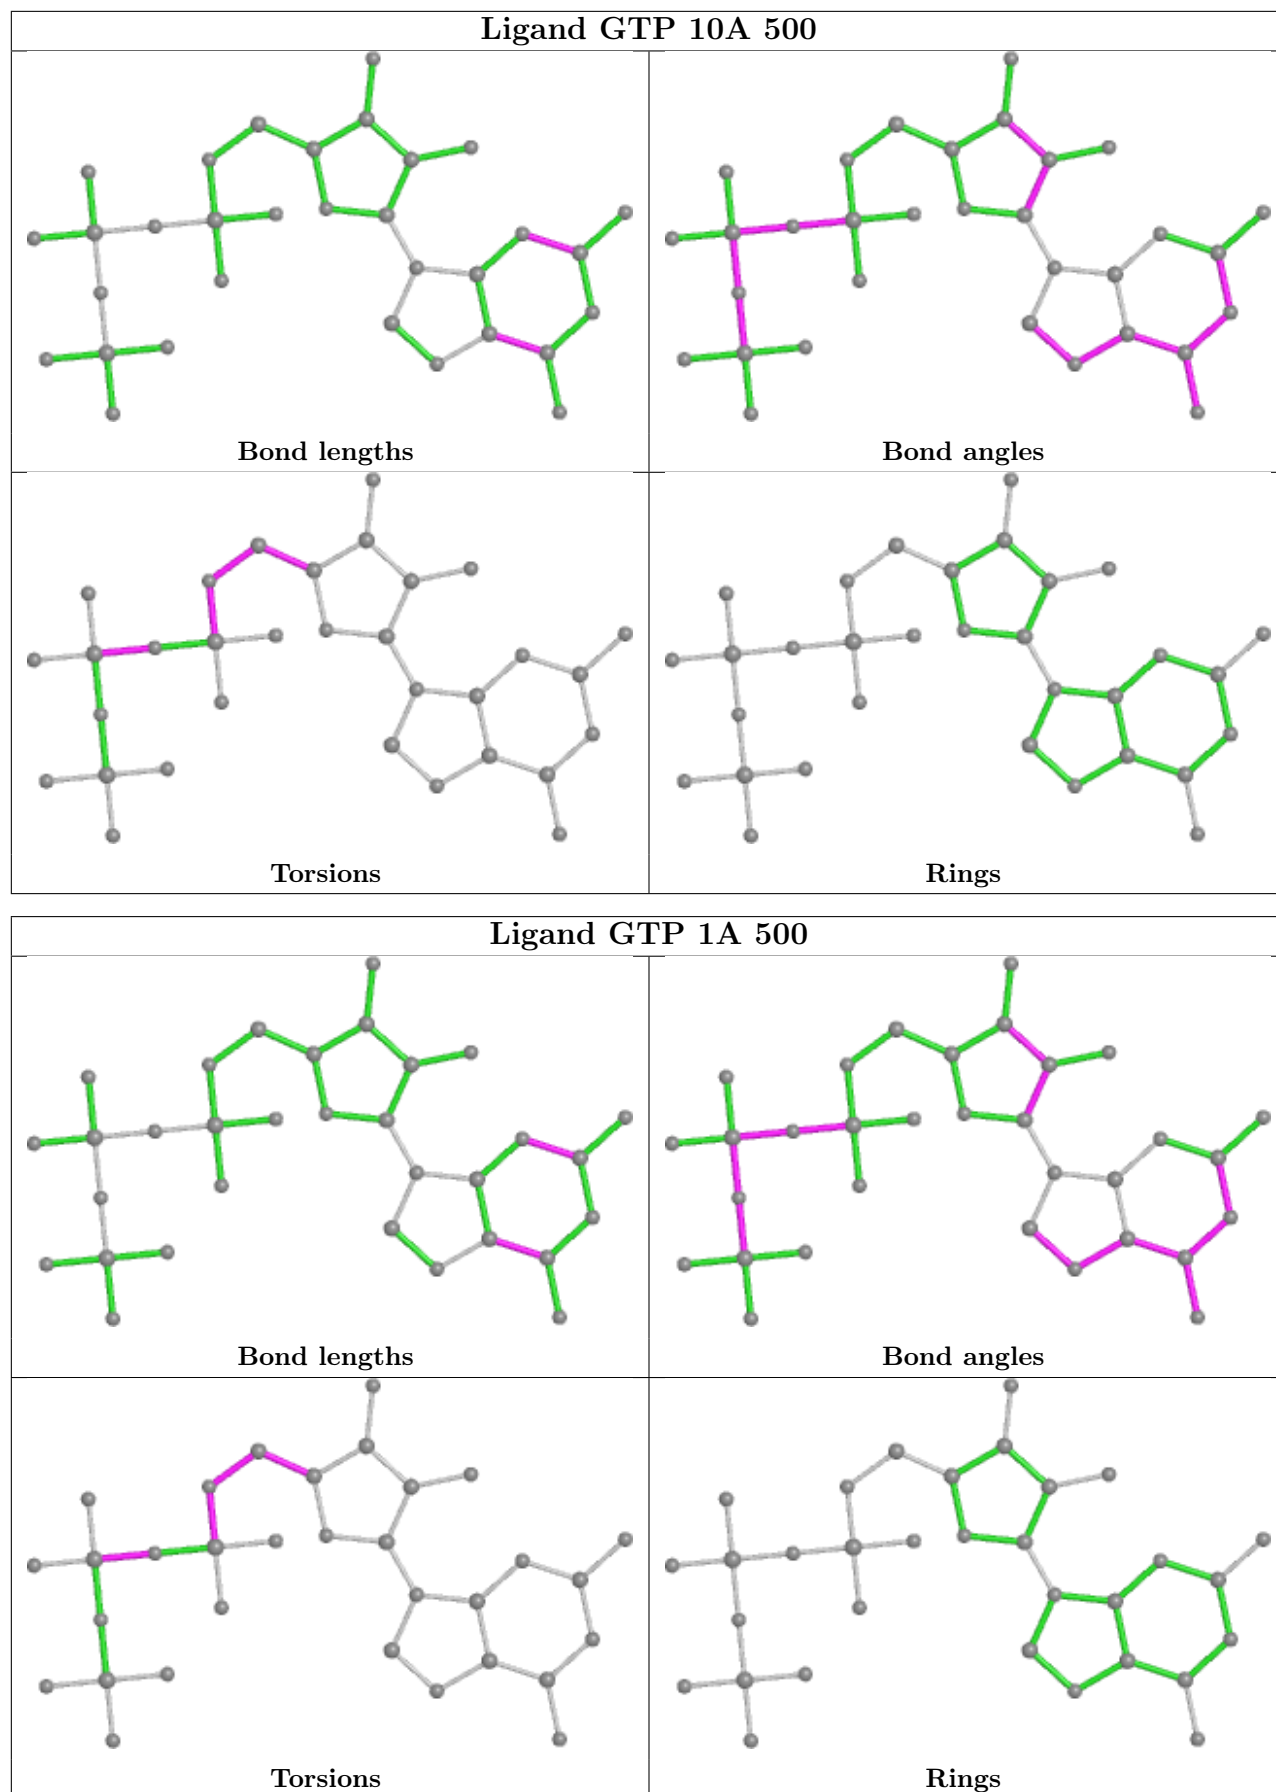 Ligand GTP 10A 500
Bond lengths
Bond angles
Torsions
Rings
Ligand GTP 1A 500
Bond lengths
Bond angles
Torsions
Rings